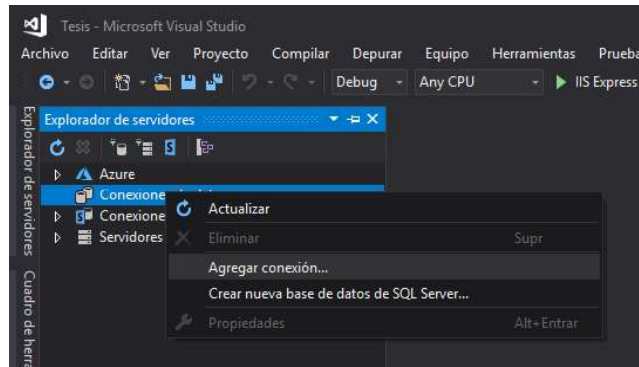 Tesis - Microsoft Visual Studio
Archivo Editar Ver Proyecto Compilar Depurar Equipo Herramientas Prueba
Debug Any CPU IIS Express
Explorador de servidores
Explorador de servidores
Azure
Conexione
Conexione
Servidores
Actualizar
Eliminar Supr
Agregar conexión...
Crear nueva base de datos de SQL Server...
Propiedades Alt+Entrar
Cuadro de herra